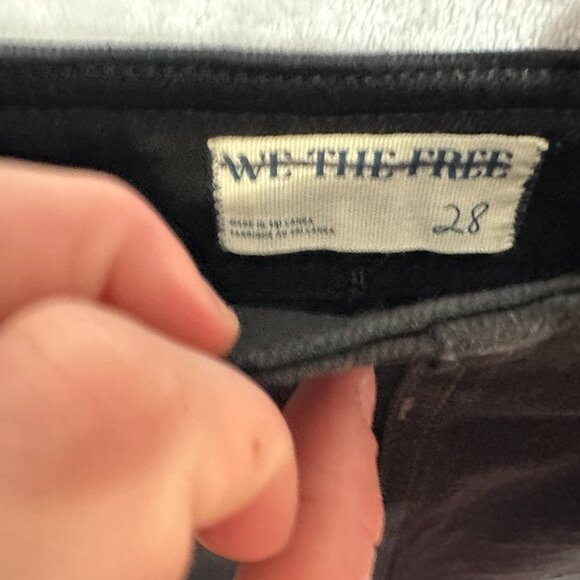 WE THE FREE
28
MADE IN SRI LANKA
FABRIQUE AU SRI LANKA